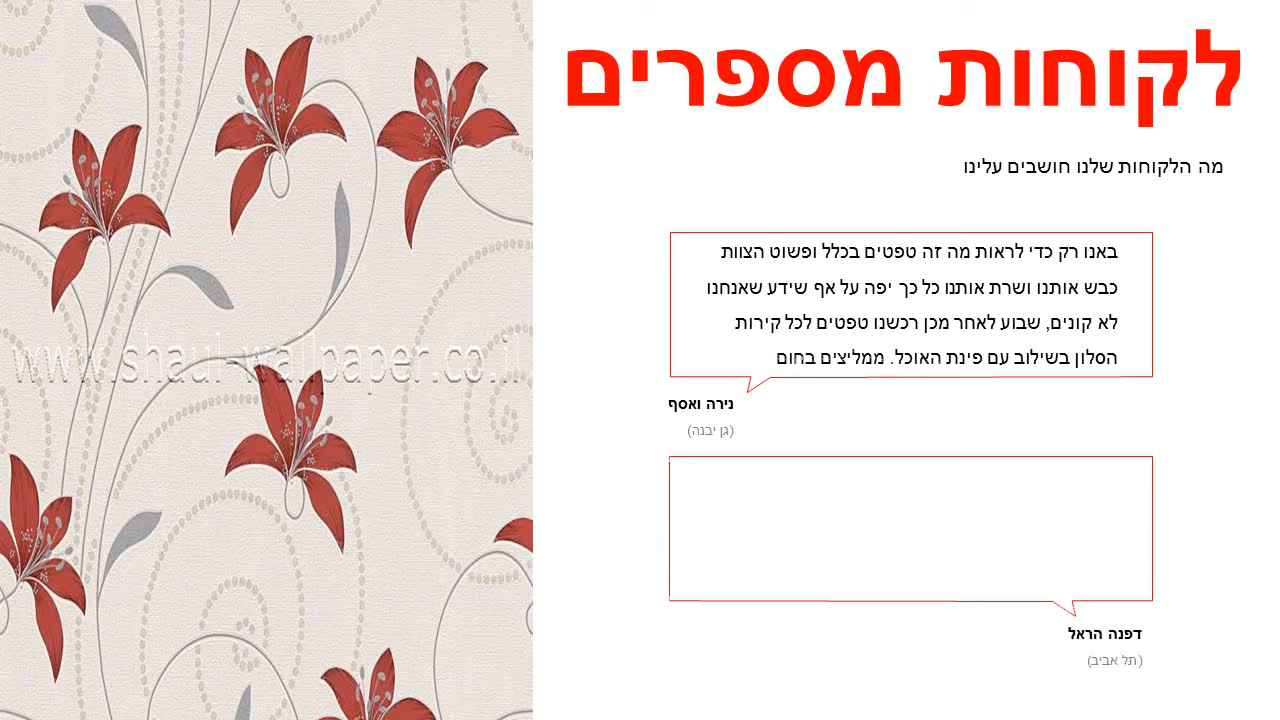 לקוחות מספרים
מה הלקוחות שלנו חושבים עלינו
באנו רק כדי לראות מה זה טפטים בכלל ופשוט הצוות
כבש אותנו ושרת אותנו כל כך יפה על אף שידע שאנחנו
לא קונים, שבוע לאחר מכן רכשנו טפטים לכל קירות
הסלון בשילוב עם פינת האוכל. ממליצים בחום
נירה ואסף
(גן יבנה)
דפנה הראל
(תל אביב)
www.shaul-wallpaper.co.il